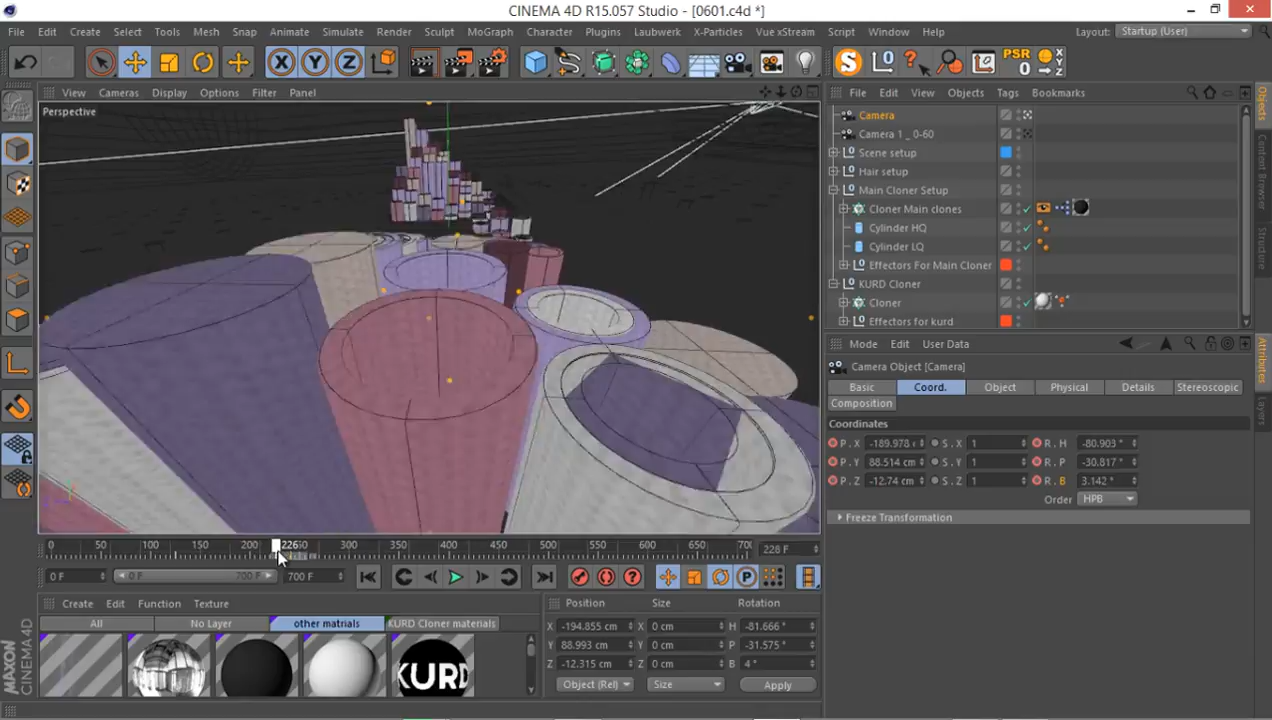 CINEMA 4D R15.057 Studio - [0601.c4d *]
File Edit Create Select Tools Mesh Snap Animate Simulate Render Sculpt MoGraph Character Plugins Laubwerk X-Particles Vue xStream Script Window Help Layout: Startup (User)
X Y Z S PSR 0
View Cameras Display Options Filter Panel
File Edit View Objects Tags Bookmarks
Perspective
Camera
Camera 1 _ 0-60
Scene setup
Hair setup
Main Cloner Setup
Cloner Main clones
Cylinder HQ
Cylinder LQ
Effectors For Main Cloner
KURD Cloner
Cloner
Effectors for kurd
Objects
Content Browser
Structure
Mode Edit User Data
Camera Object [Camera]
Basic Coord. Object Physical Details Stereoscopic
Composition
Coordinates
P . X -189.978 S . X 1 R . H -80.903 °
P . Y 88.514 cm S . Y 1 R . P -30.817 °
P . Z -12.74 cm S . Z 1 R . B 3.142 °
Order HPB
Freeze Transformation
Attributes
Layers
0 50 100 150 200 300 350 400 450 500 550 600 650 228 F
0 F 0 F 700 F 700 F
Create Edit Function Texture
Position Size Rotation
All No Layer other matrials KURD Cloner materials
X -194.855 cm X 0 cm H -81.666 °
Y 88.993 cm Y 0 cm P -31.575 °
Z -12.315 cm Z 0 cm B 4 °
Object (Rel) Size Apply
KURD
MAXON CINEMA 4D